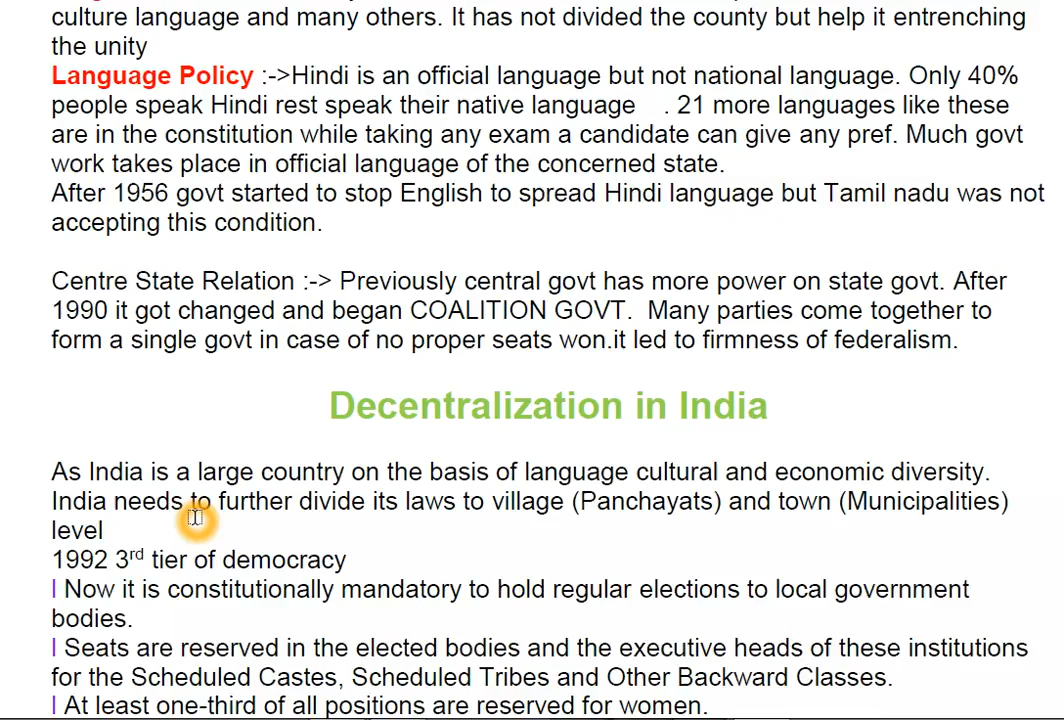 culture language and many others. It has not divided the county but help it entrenching
the unity
Language Policy :->Hindi is an official language but not national language. Only 40%
people speak Hindi rest speak their native language . 21 more languages like these
are in the constitution while taking any exam a candidate can give any pref. Much govt
work takes place in official language of the concerned state.
After 1956 govt started to stop English to spread Hindi language but Tamil nadu was not
accepting this condition.
Centre State Relation :-> Previously central govt has more power on state govt. After
1990 it got changed and began COALITION GOVT. Many parties come together to
form a single govt in case of no proper seats won.it led to firmness of federalism.
Decentralization in India
As India is a large country on the basis of language cultural and economic diversity.
India needs to further divide its laws to village (Panchayats) and town (Municipalities)
level
1992 3rd tier of democracy
l Now it is constitutionally mandatory to hold regular elections to local government
bodies.
l Seats are reserved in the elected bodies and the executive heads of these institutions
for the Scheduled Castes, Scheduled Tribes and Other Backward Classes.
l At least one-third of all positions are reserved for women.